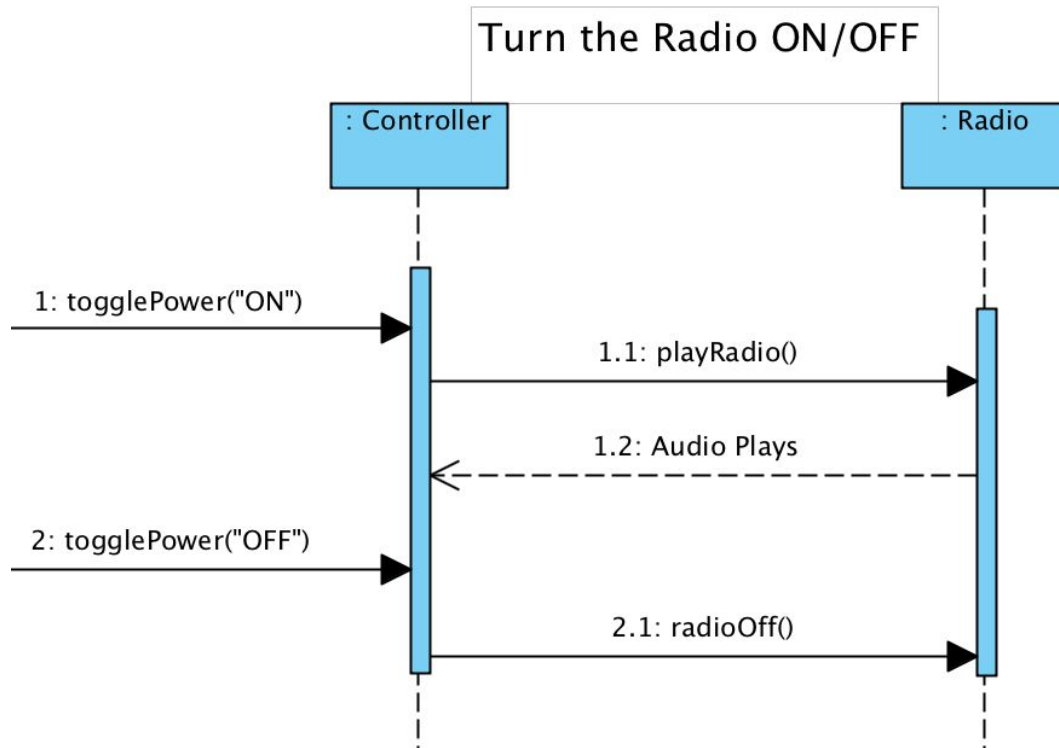 Turn the Radio ON/OFF
: Controller
: Radio
1: togglePower("ON")
1.1: playRadio()
1.2: Audio Plays
2: togglePower("OFF")
2.1: radioOff()